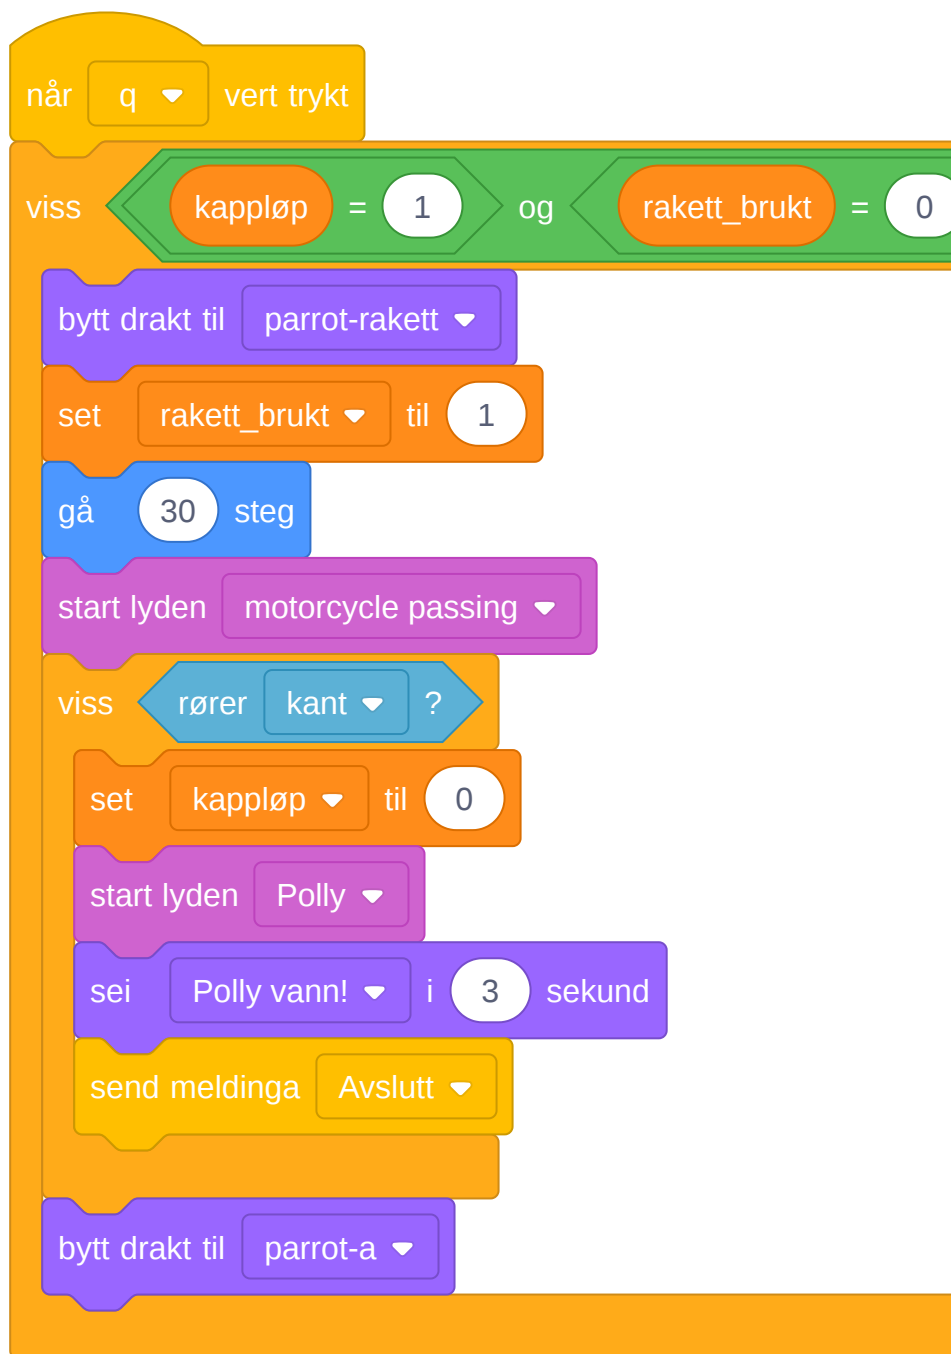 når q vert trykt
viss kappløp = 1 og rakett_brukt = 0
bytt drakt til parrot-rakett
set rakett_brukt til 1
gå 30 steg
start lyden motorcycle passing
viss rører kant ?
set kappløp til 0
start lyden Polly
sei Polly vann! i 3 sekund
send meldinga Avslutt
bytt drakt til parrot-a